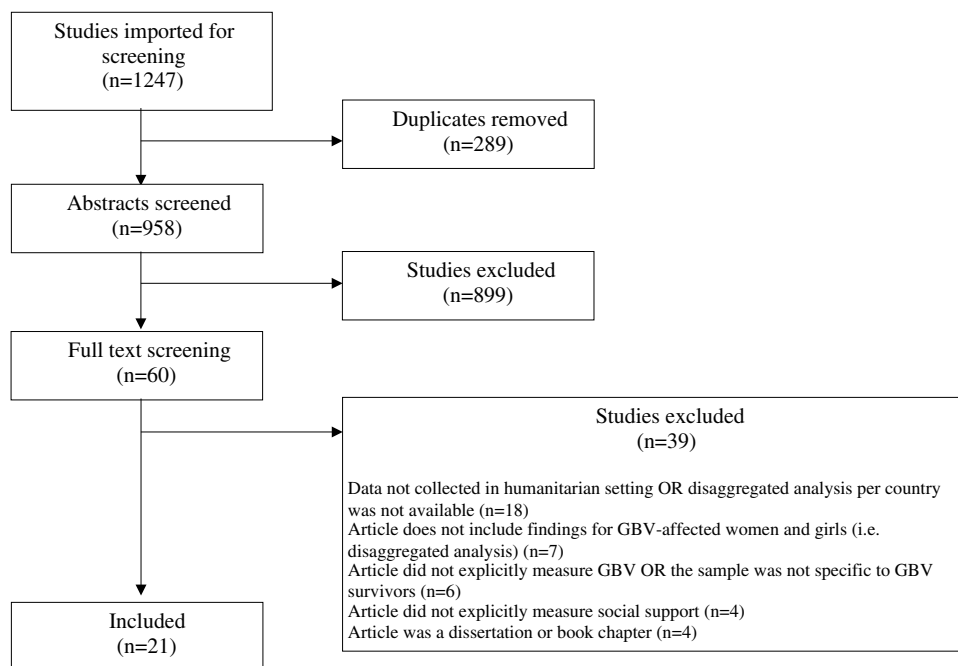 Studies imported for
screening
(n=1247)
Duplicates removed
(n=289)
Abstracts screened
(n=958)
Studies excluded
(n=899)
Full text screening
(n=60)
Studies excluded
(n=39)
Data not collected in humanitarian setting OR disaggregated analysis per country
was not available (n=18)
Article does not include findings for GBV-affected women and girls (i.e.
disaggregated analysis) (n=7)
Article did not explicitly measure GBV OR the sample was not specific to GBV
survivors (n=6)
Article did not explicitly measure social support (n=4)
Article was a dissertation or book chapter (n=4)
Included
(n=21)